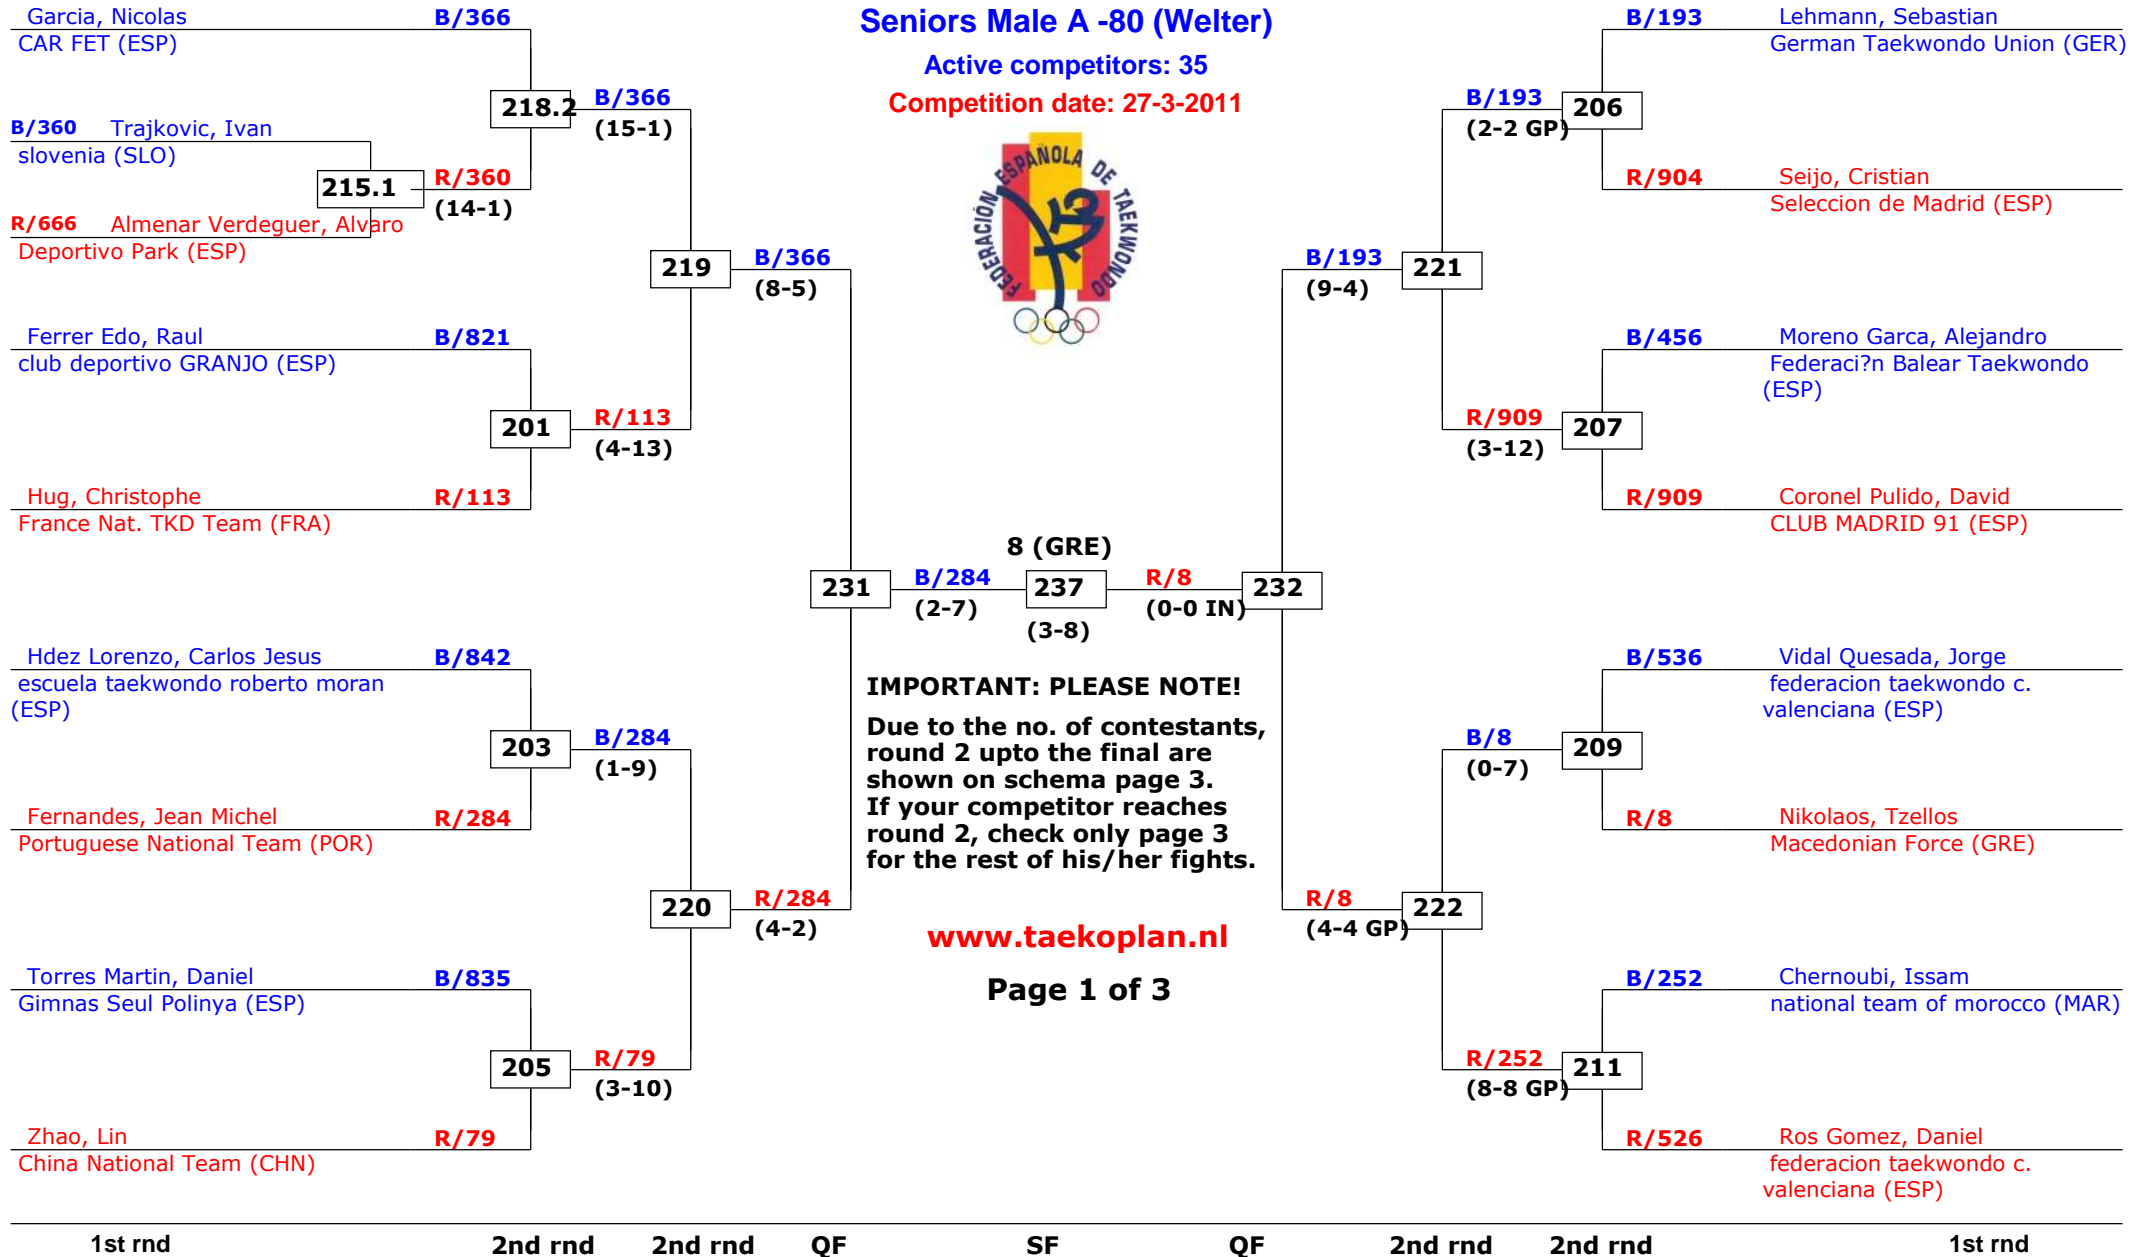 Seniors Male A -80 (Welter)
Active competitors: 35
Competition date: 27-3-2011
FEDERACIÓN ESPAÑOLA DE TAEKWONDO
Garcia, Nicolas B/366
CAR FET (ESP)
218.2 B/366
(15-1)
B/360 Trajkovic, Ivan
slovenia (SLO)
215.1 R/360
(14-1)
R/666 Almenar Verdeguer, Alvaro
Deportivo Park (ESP)
219 B/366
(8-5)
Ferrer Edo, Raul B/821
club deportivo GRANJO (ESP)
201 R/113
(4-13)
Hug, Christophe R/113
France Nat. TKD Team (FRA)
231 B/284
(2-7)
Hdez Lorenzo, Carlos Jesus B/842
escuela taekwondo roberto moran
(ESP)
203 B/284
(1-9)
Fernandes, Jean Michel R/284
Portuguese National Team (POR)
220 R/284
(4-2)
Torres Martin, Daniel B/835
Gimnas Seul Polinya (ESP)
205 R/79
(3-10)
Zhao, Lin R/79
China National Team (CHN)
8 (GRE)
237
(3-8)
IMPORTANT: PLEASE NOTE!
Due to the no. of contestants,
round 2 upto the final are
shown on schema page 3.
If your competitor reaches
round 2, check only page 3
for the rest of his/her fights.
www.taekoplan.nl
Page 1 of 3
B/193 Lehmann, Sebastian
German Taekwondo Union (GER)
B/193 206
(2-2 GP)
R/904 Seijo, Cristian
Seleccion de Madrid (ESP)
B/193 221
(9-4)
B/456 Moreno Garca, Alejandro
Federaci?n Balear Taekwondo
(ESP)
R/909 207
(3-12)
R/909 Coronel Pulido, David
CLUB MADRID 91 (ESP)
R/8 232
(0-0 IN)
B/536 Vidal Quesada, Jorge
federacion taekwondo c.
valenciana (ESP)
B/8 209
(0-7)
R/8 Nikolaos, Tzellos
Macedonian Force (GRE)
R/8 222
(4-4 GP)
B/252 Chernoubi, Issam
national team of morocco (MAR)
R/252 211
(8-8 GP)
R/526 Ros Gomez, Daniel
federacion taekwondo c.
valenciana (ESP)
1st rnd 2nd rnd 2nd rnd QF SF QF 2nd rnd 2nd rnd 1st rnd